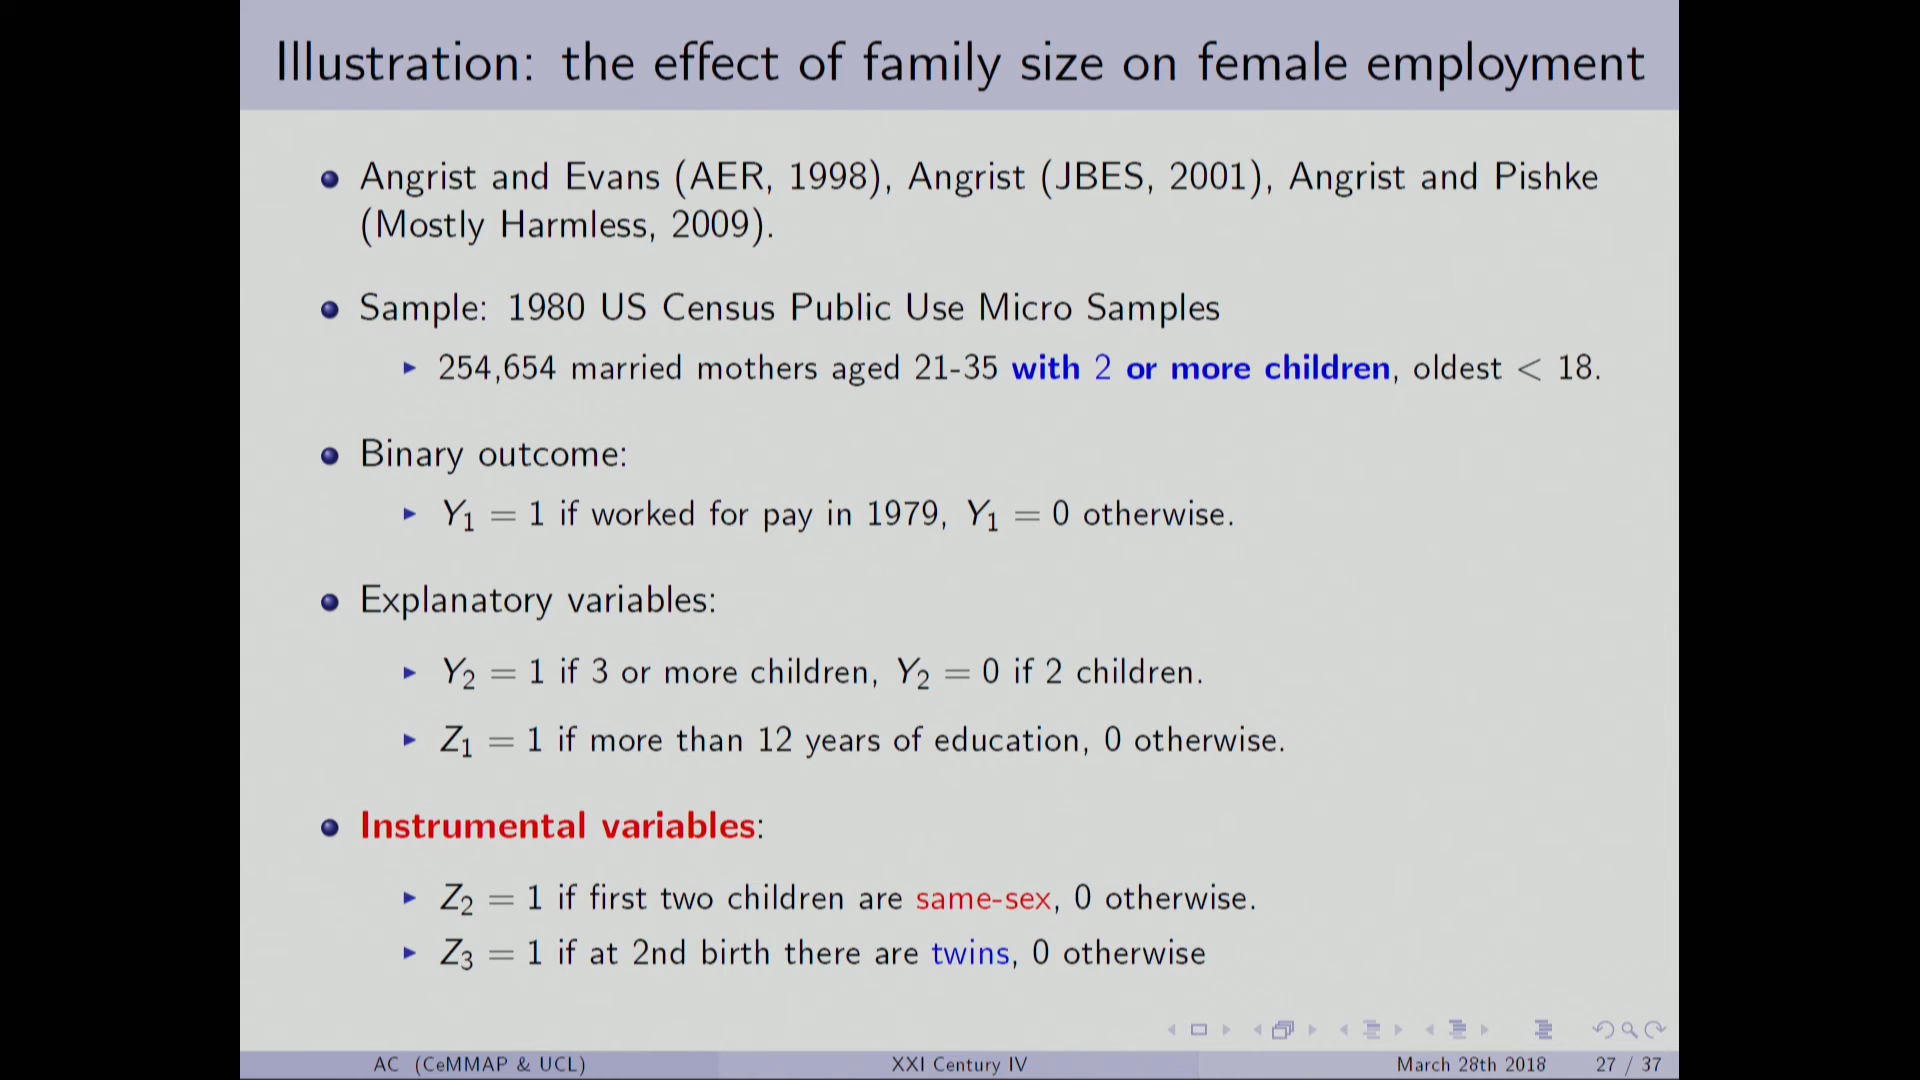 Illustration: the effect of family size on female employment
Angrist and Evans (AER, 1998), Angrist (JBES, 2001), Angrist and Pishke
(Mostly Harmless, 2009).
Sample: 1980 US Census Public Use Micro Samples
254,654 married mothers aged 21-35 with 2 or more children, oldest < 18.
Binary outcome:
Y₁ = 1 if worked for pay in 1979, Y₁ = 0 otherwise.
Explanatory variables:
Y₂ = 1 if 3 or more children, Y₂ = 0 if 2 children.
Z₁ = 1 if more than 12 years of education, 0 otherwise.
Instrumental variables:
Z₂ = 1 if first two children are same-sex, 0 otherwise.
Z₃ = 1 if at 2nd birth there are twins, 0 otherwise
AC (CeMMAP & UCL) XXI Century IV March 28th 2018 27 / 37